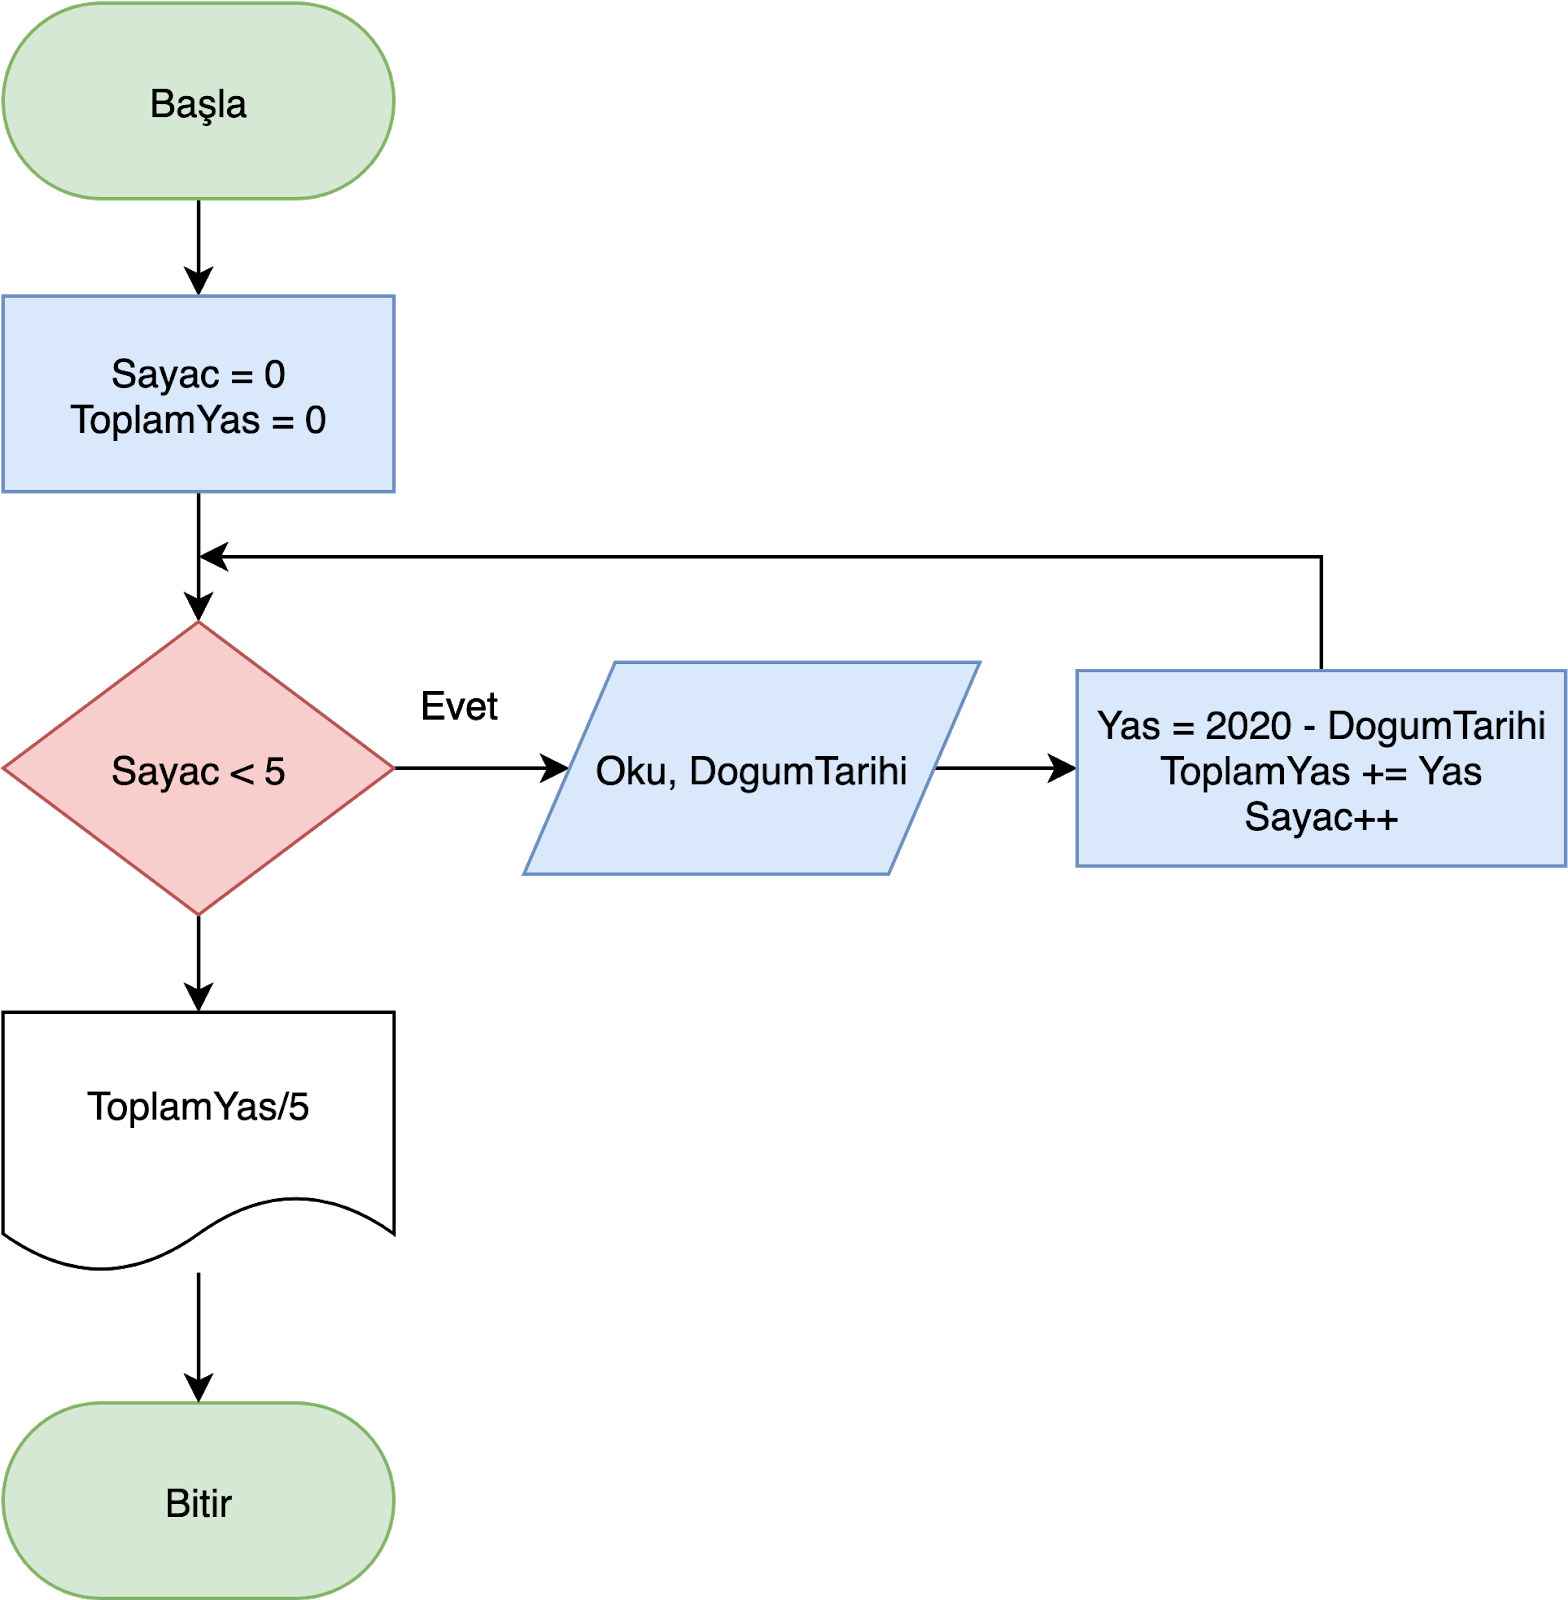 Başla
Sayac = 0
ToplamYas = 0
Sayac < 5
Evet
Oku, DogumTarihi
Yas = 2020 - DogumTarihi
ToplamYas += Yas
Sayac++
ToplamYas/5
Bitir